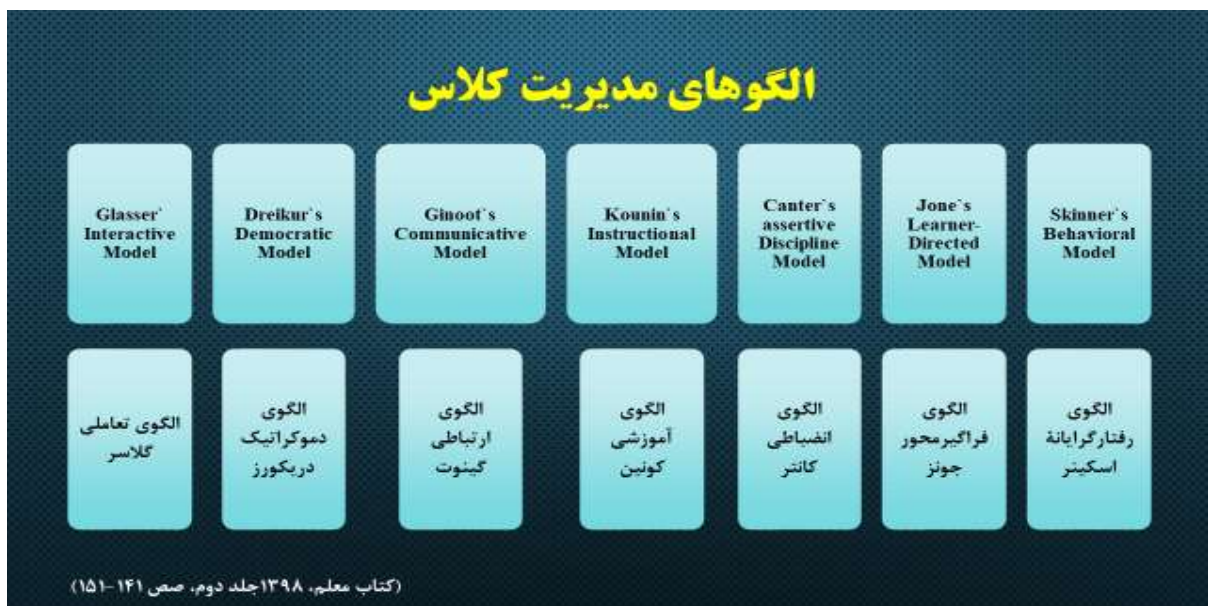 الگوهای مدیریت کلاس
Glasser`
Interactive
Model
Dreikur`s
Democratic
Model
Ginoot`s
Communicative
Model
Kounin`s
Instructional
Model
Canter`s
assertive
Discipline
Model
Jone`s
Learner-
Directed
Model
Skinner`s
Behavioral
Model
الگوی تعاملی
گلاسر
الگوی
دموکراتیک
دریکورز
الگوی
ارتباطی
گینوت
الگوی
آموزشی
کونین
الگوی
انضباطی
کانتر
الگوی
فراگیرمحور
جونز
الگوی
رفتارگرایانهٔ
اسکینر
(کتاب معلم، ۱۳۹۸جلد دوم، صص ۱۴۱-۱۵۱)